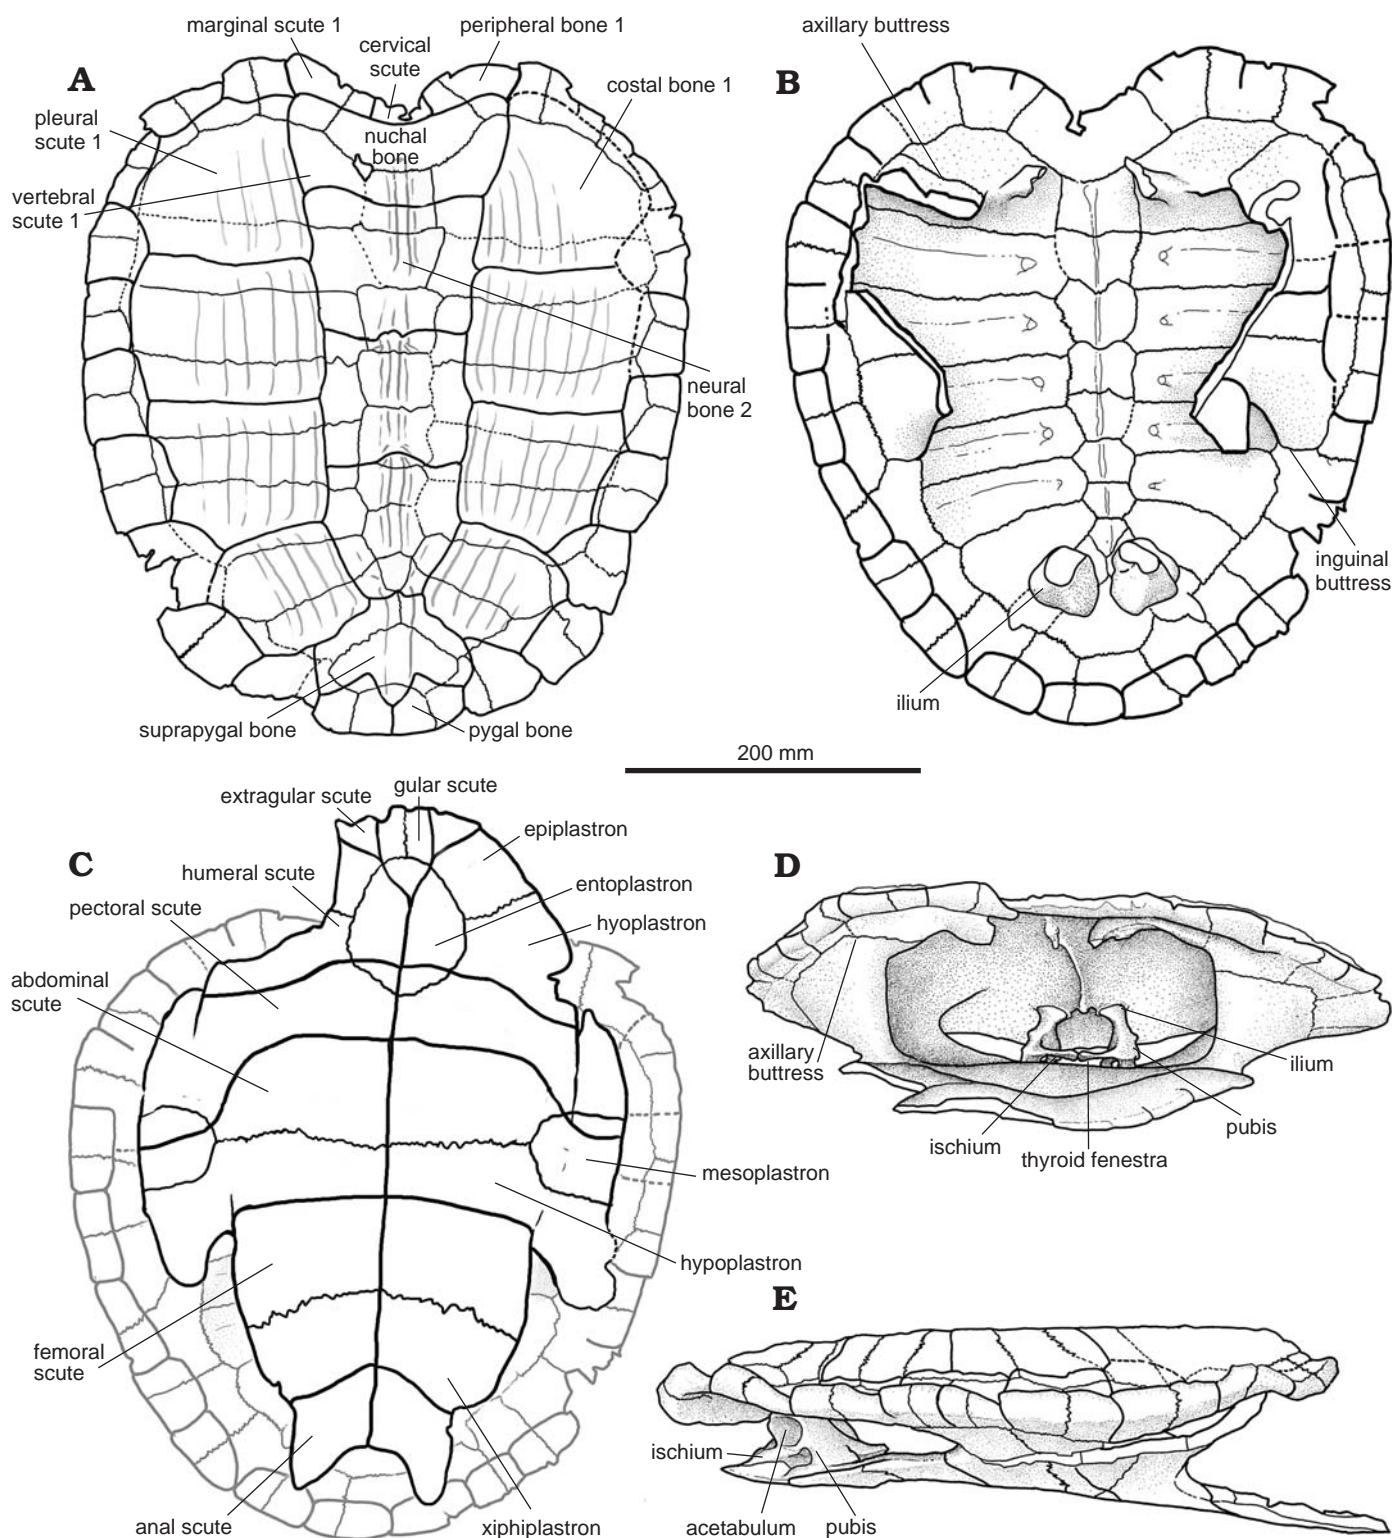 marginal scute 1
cervical
scute
peripheral bone 1
A
pleural
scute 1
costal bone 1
nuchal
bone
vertebral
scute 1
neural
bone 2
suprapygal bone
pygal bone
axillary buttress
B
inguinal
buttress
ilium
200 mm
extragular scute
gular scute
epiplastron
C
humeral scute
entoplastron
pectoral scute
hyoplastron
abdominal
scute
mesoplastron
hypoplastron
femoral
scute
anal scute
xiphiplastron
D
axillary
buttress
ilium
ischium
pubis
thyroid fenestra
E
ischium
acetabulum
pubis